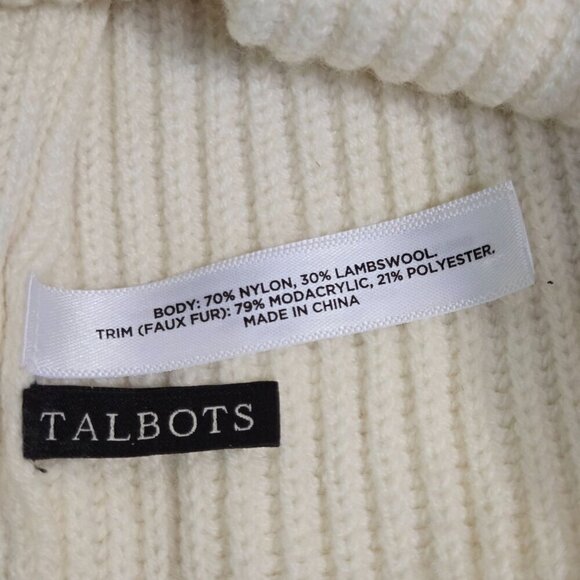 BODY: 70% NYLON, 30% LAMBSWOOL.
TRIM (FAUX FUR): 79% MODACRYLIC, 21% POLYESTER.
MADE IN CHINA
TALBOTS